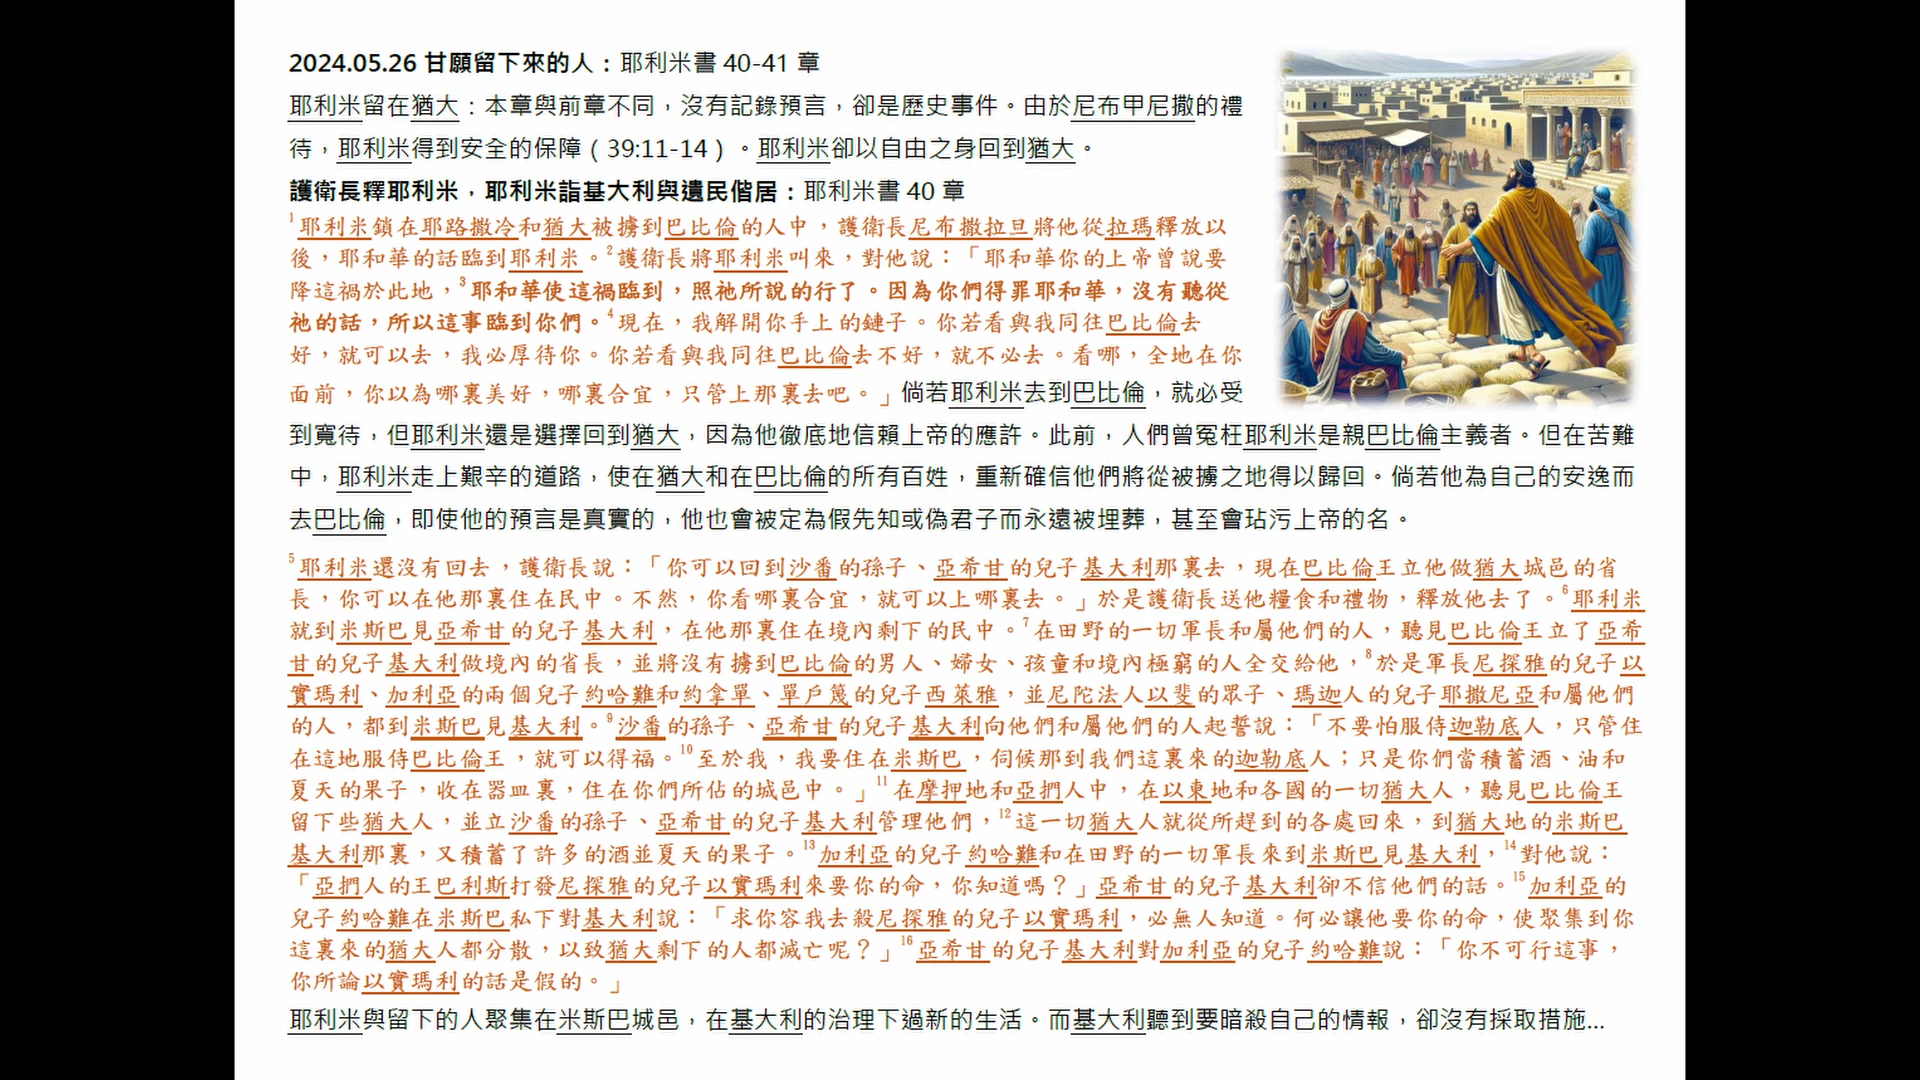 2024.05.26 甘願留下來的人：耶利米書 40-41 章
耶利米留在猶大：本章與前章不同，沒有記錄預言，卻是歷史事件。由於尼布甲尼撒的禮
待，耶利米得到安全的保障（39:11-14）。耶利米卻以自由之身回到猶大。
護衛長釋耶利米，耶利米詣基大利與遺民偕居：耶利米書 40 章
1 耶利米鎖在耶路撒冷和猶大被擄到巴比倫的人中，護衛長尼布撒拉旦將他從拉瑪釋放以
後，耶和華的話臨到耶利米。2 護衛長將耶利米叫來，對他說：「耶和華你的上帝曾說要
降這禍於此地，3 耶和華使這禍臨到，照祂所說的行了。因為你們得罪耶和華，沒有聽從
祂的話，所以這事臨到你們。4 現在，我解開你手上的鏈子。你若看與我同往巴比倫去
好，就可以去，我必厚待你。你若看與我同往巴比倫去不好，就不必去。看哪，全地在你
面前，你以為哪裏美好，哪裏合宜，只管上那裏去吧。」倘若耶利米去到巴比倫，就必受
到寬待，但耶利米還是選擇回到猶大，因為他徹底地信賴上帝的應許。此前，人們曾冤枉耶利米是親巴比倫主義者。但在苦難
中，耶利米走上艱辛的道路，使在猶大和在巴比倫的所有百姓，重新確信他們將從被擄之地得以歸回。倘若他為自己的安逸而
去巴比倫，即使他的預言是真實的，他也會被定為假先知或偽君子而永遠被埋葬，甚至會玷污上帝的名。
5 耶利米還沒有回去，護衛長說：「你可以回到沙番的孫子、亞希甘的兒子基大利那裏去，現在巴比倫王立他做猶大城邑的省
長，你可以在他那裏住在民中。不然，你看哪裏合宜，就可以上哪裏去。」於是護衛長送他糧食和禮物，釋放他去了。6 耶利米
就到米斯巴見亞希甘的兒子基大利，在他那裏住在境內剩下的民中。7 在田野的一切軍長和屬他們的人，聽見巴比倫王立了亞希
甘的兒子基大利做境內的省長，並將沒有擄到巴比倫的男人、婦女、孩童和境內極窮的人全交給他，8 於是軍長尼探雅的兒子以
實瑪利、加利亞的兩個兒子約哈難和約拿單、單戶篾的兒子西萊雅，並尼陀法人以斐的眾子、瑪迦人的兒子耶撒尼亞和屬他們
的人，都到米斯巴見基大利。9 沙番的孫子、亞希甘的兒子基大利向他們和屬他們的人起誓說：「不要怕服侍迦勒底人，只管住
在這地服侍巴比倫王，就可以得福。10 至於我，我要住在米斯巴，伺候那到我們這裏來的迦勒底人；只是你們當積蓄酒、油和
夏天的果子，收在器皿裏，住在你們所佔的城邑中。」11 在摩押地和亞捫人中，在以東地和各國的一切猶大人，聽見巴比倫王
留下些猶大人，並立沙番的孫子、亞希甘的兒子基大利管理他們，12 這一切猶大人就從所趕到的各處回來，到猶大地的米斯巴
基大利那裏，又積蓄了許多的酒並夏天的果子。13 加利亞的兒子約哈難和在田野的一切軍長來到米斯巴見基大利，14 對他說：
「亞捫人的王巴利斯打發尼探雅的兒子以實瑪利來要你的命，你知道嗎？」亞希甘的兒子基大利卻不信他們的話。15 加利亞的
兒子約哈難在米斯巴私下對基大利說：「求你容我去殺尼探雅的兒子以實瑪利，必無人知道。何必讓他要你的命，使聚集到你
這裏來的猶大人都分散，以致猶大剩下的人都滅亡呢？」16 亞希甘的兒子基大利對加利亞的兒子約哈難說：「你不可行這事，
你所論以實瑪利的話是假的。」
耶利米與留下的人聚集在米斯巴城邑，在基大利的治理下過新的生活。而基大利聽到要暗殺自己的情報，卻沒有採取措施...